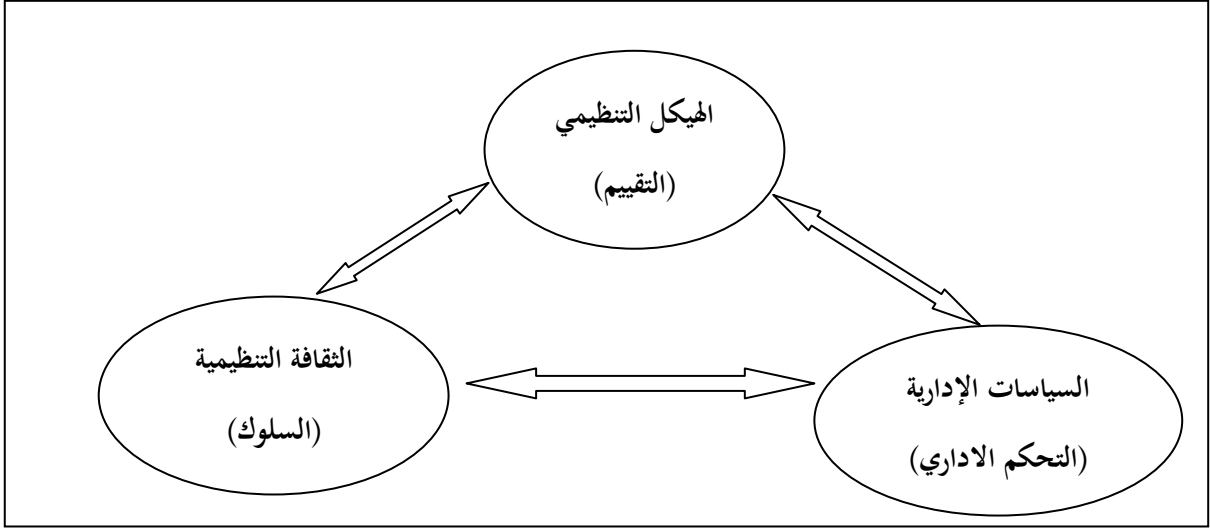 الهيكل التنظيمي
(التقييم)
الثقافة التنظيمية
(السلوك)
السياسات الإدارية
(التحكم الاداري)